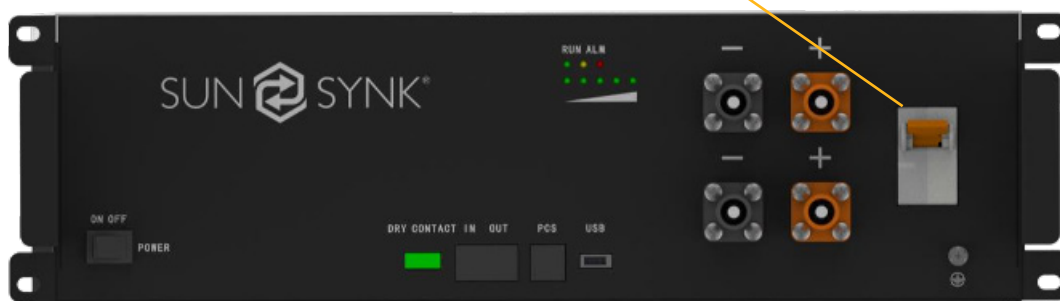 RUN ALM
− +
SUN SYNK®
− +
ON OFF
POWER
DRY CONTACT IN OUT PCS USB